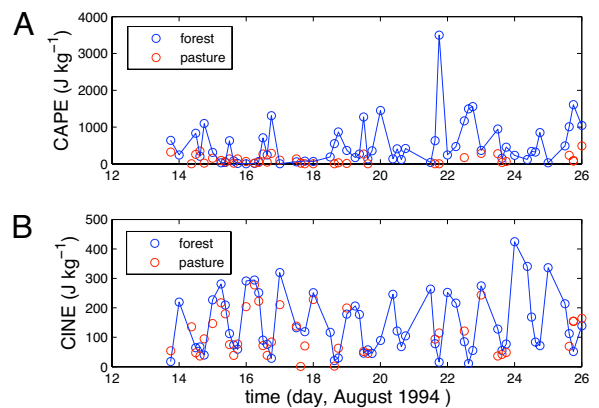 A
CAPE (J kg⁻¹)
4000
3000
2000
1000
0
forest
pasture
12 14 16 18 20 22 24 26
B
CINE (J kg⁻¹)
500
400
300
200
100
0
forest
pasture
12 14 16 18 20 22 24 26
time (day, August 1994 )